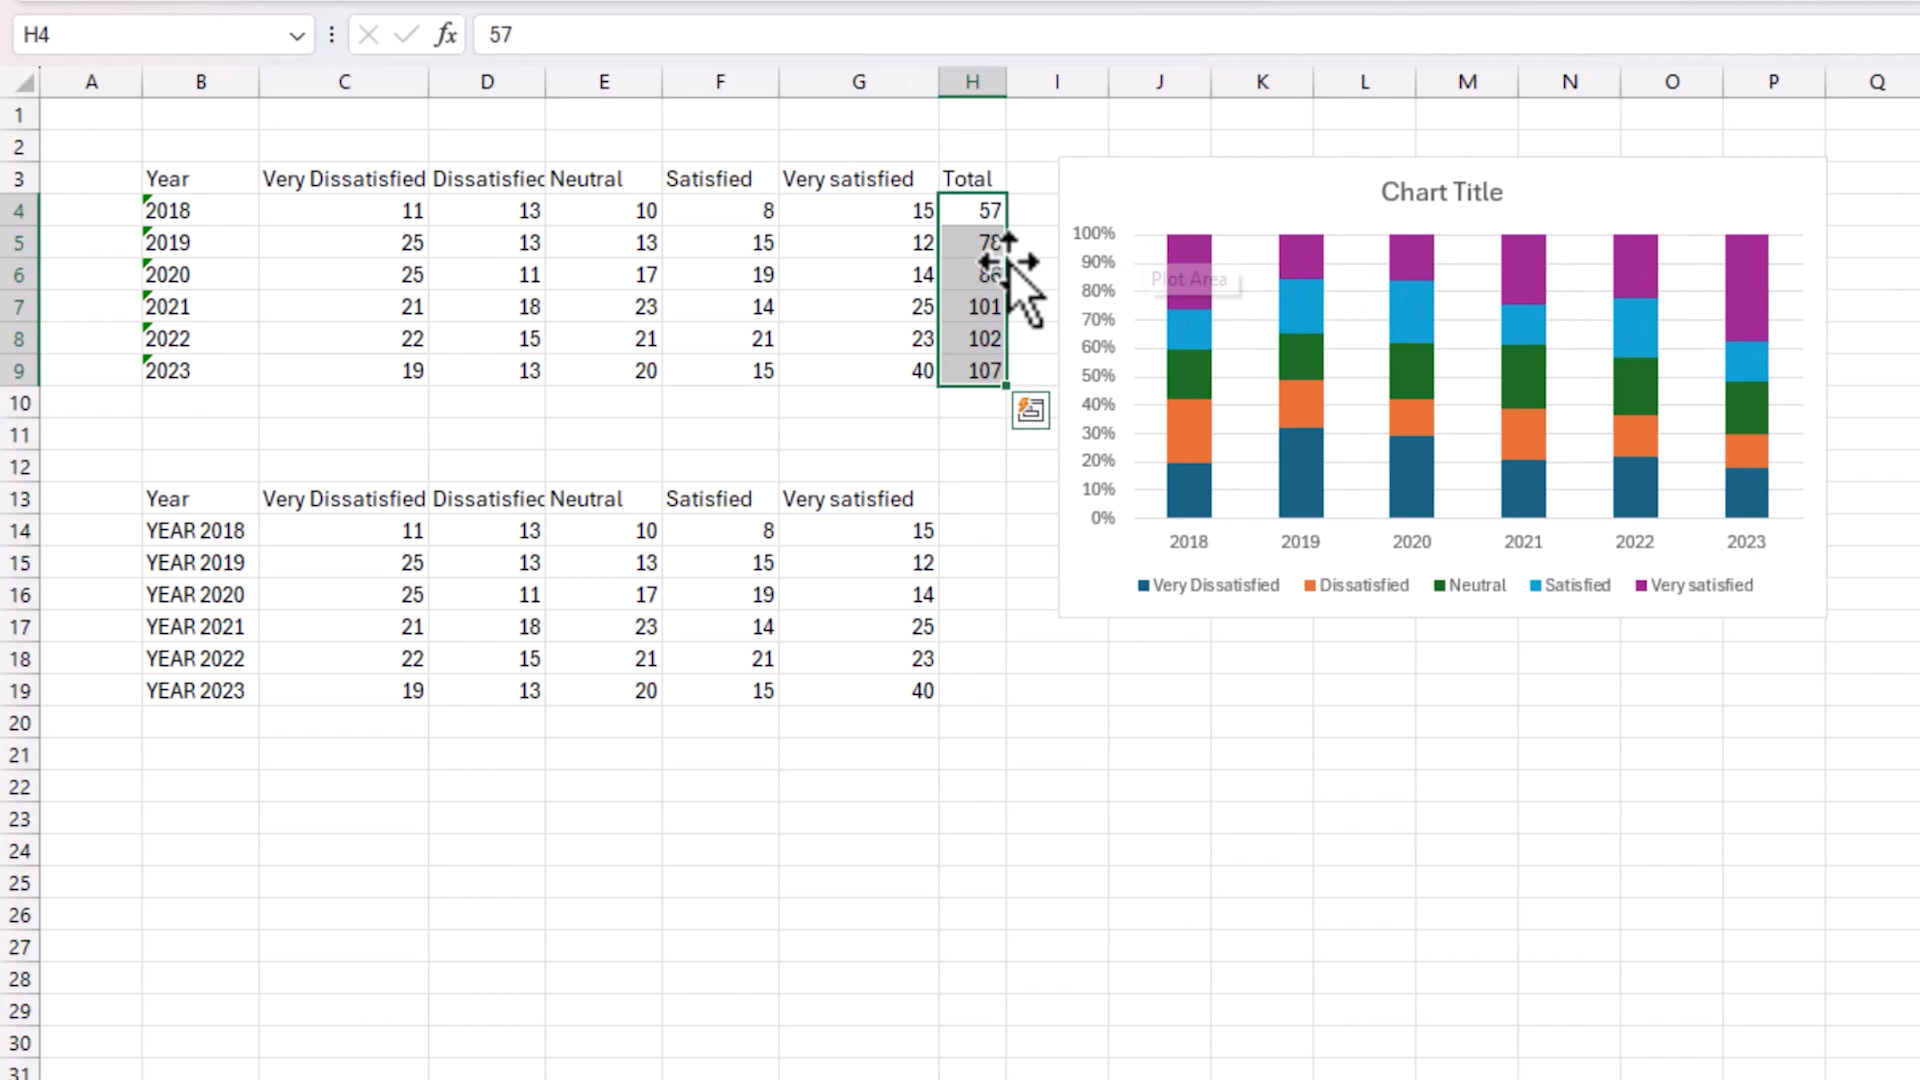 H4 fx 57
A B C D E F G H I J K L M N O P Q
1
2
3 Year Very Dissatisfied Dissatisfied Neutral Satisfied Very satisfied Total
4 2018 11 13 10 8 15 57
5 2019 25 13 13 15 12 78
6 2020 25 11 17 19 14 86
7 2021 21 18 23 14 25 101
8 2022 22 15 21 21 23 102
9 2023 19 13 20 15 40 107
10
11
12
13 Year Very Dissatisfied Dissatisfied Neutral Satisfied Very satisfied
14 YEAR 2018 11 13 10 8 15
15 YEAR 2019 25 13 13 15 12
16 YEAR 2020 25 11 17 19 14
17 YEAR 2021 21 18 23 14 25
18 YEAR 2022 22 15 21 21 23
19 YEAR 2023 19 13 20 15 40
20
21
22
23
24
25
26
27
28
29
30
31
Chart Title
100%
90%
Plot Area
80%
70%
60%
50%
40%
30%
20%
10%
0%
2018 2019 2020 2021 2022 2023
Very Dissatisfied Dissatisfied Neutral Satisfied Very satisfied